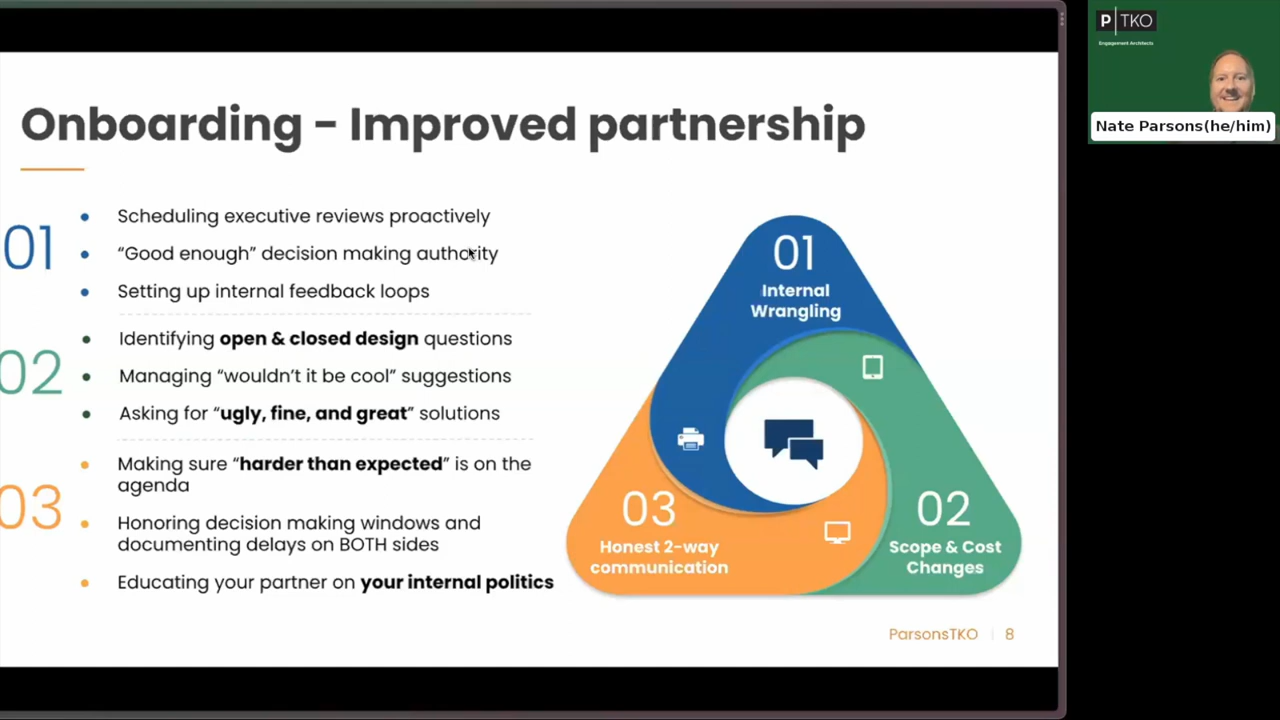 Onboarding - Improved partnership
01
Scheduling executive reviews proactively
“Good enough” decision making authority
Setting up internal feedback loops
02
Identifying open & closed design questions
Managing “wouldn’t it be cool” suggestions
Asking for “ugly, fine, and great” solutions
03
Making sure “harder than expected” is on the
agenda
Honoring decision making windows and
documenting delays on BOTH sides
Educating your partner on your internal politics
01
Internal
Wrangling
03
Honest 2-way
communication
02
Scope & Cost
Changes
ParsonsTKO | 8
P|TKO
Engagement Architects
Nate Parsons(he/him)